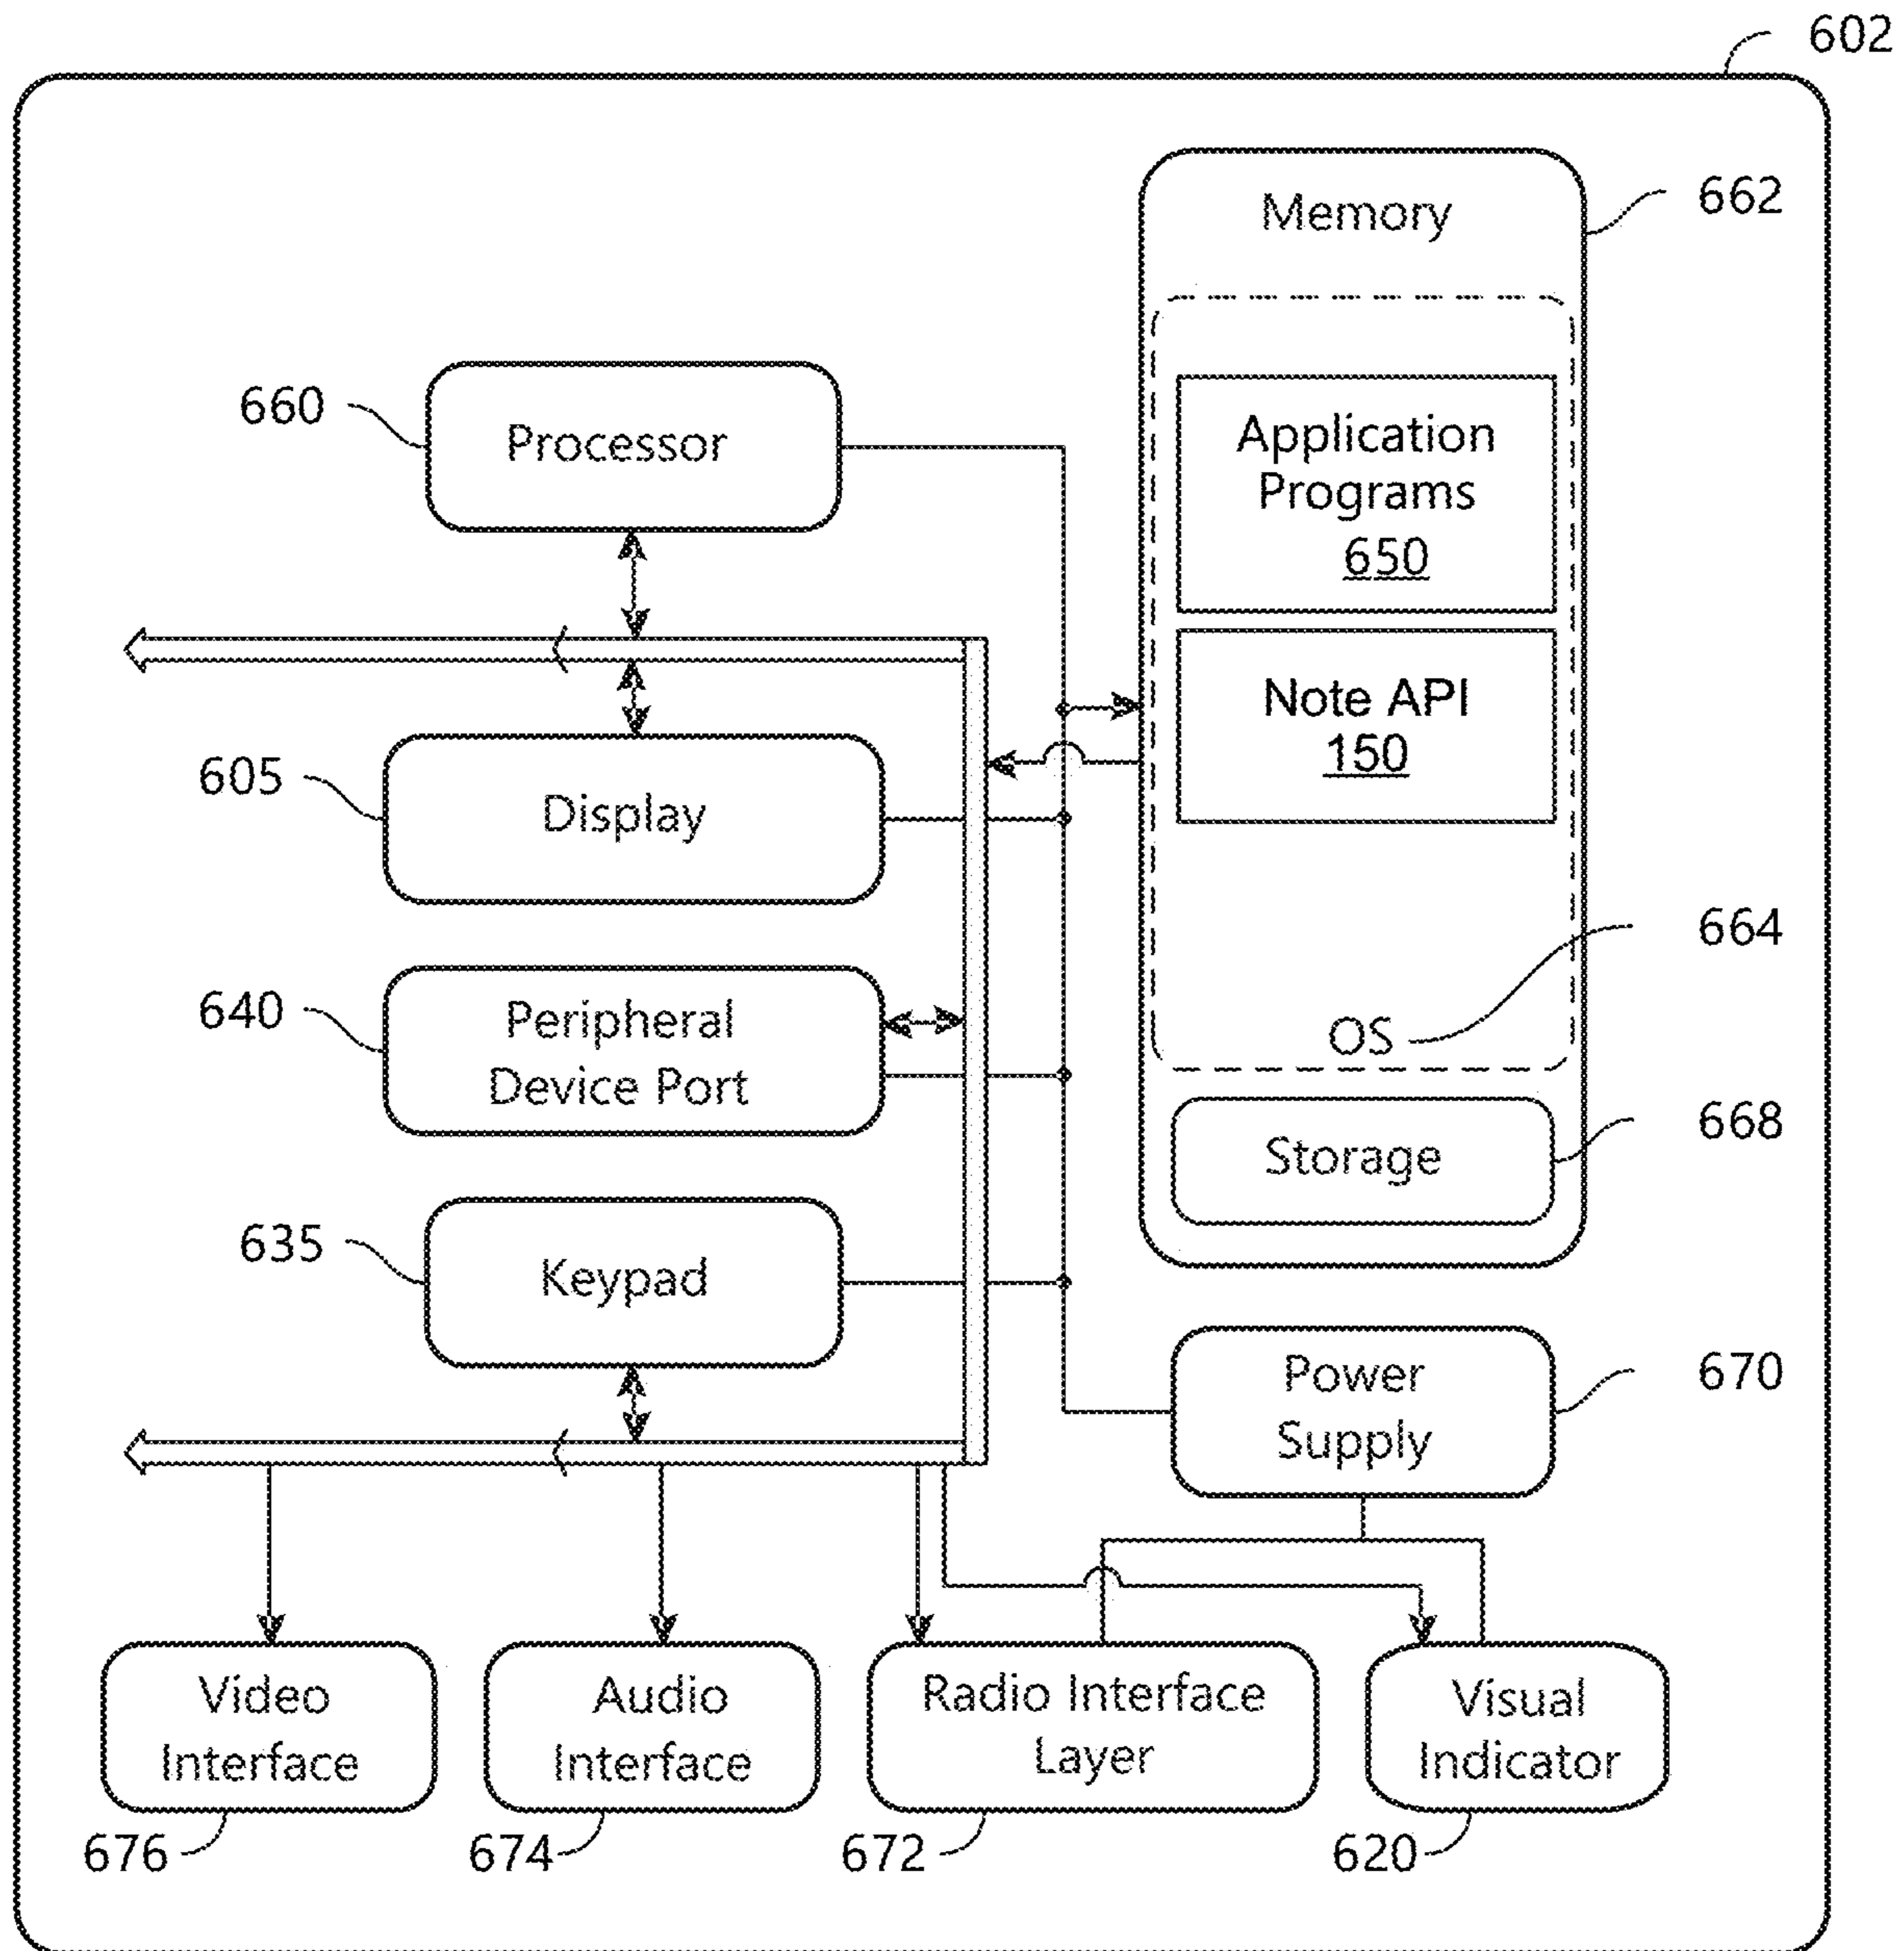 602
Memory
662
Application
Programs
650
660
Processor
Note API
150
605
Display
664
OS
640
Peripheral
Device Port
668
Storage
635
Keypad
Power
Supply
670
Video
Interface
Audio
Interface
Radio Interface
Layer
Visual
Indicator
676
674
672
620